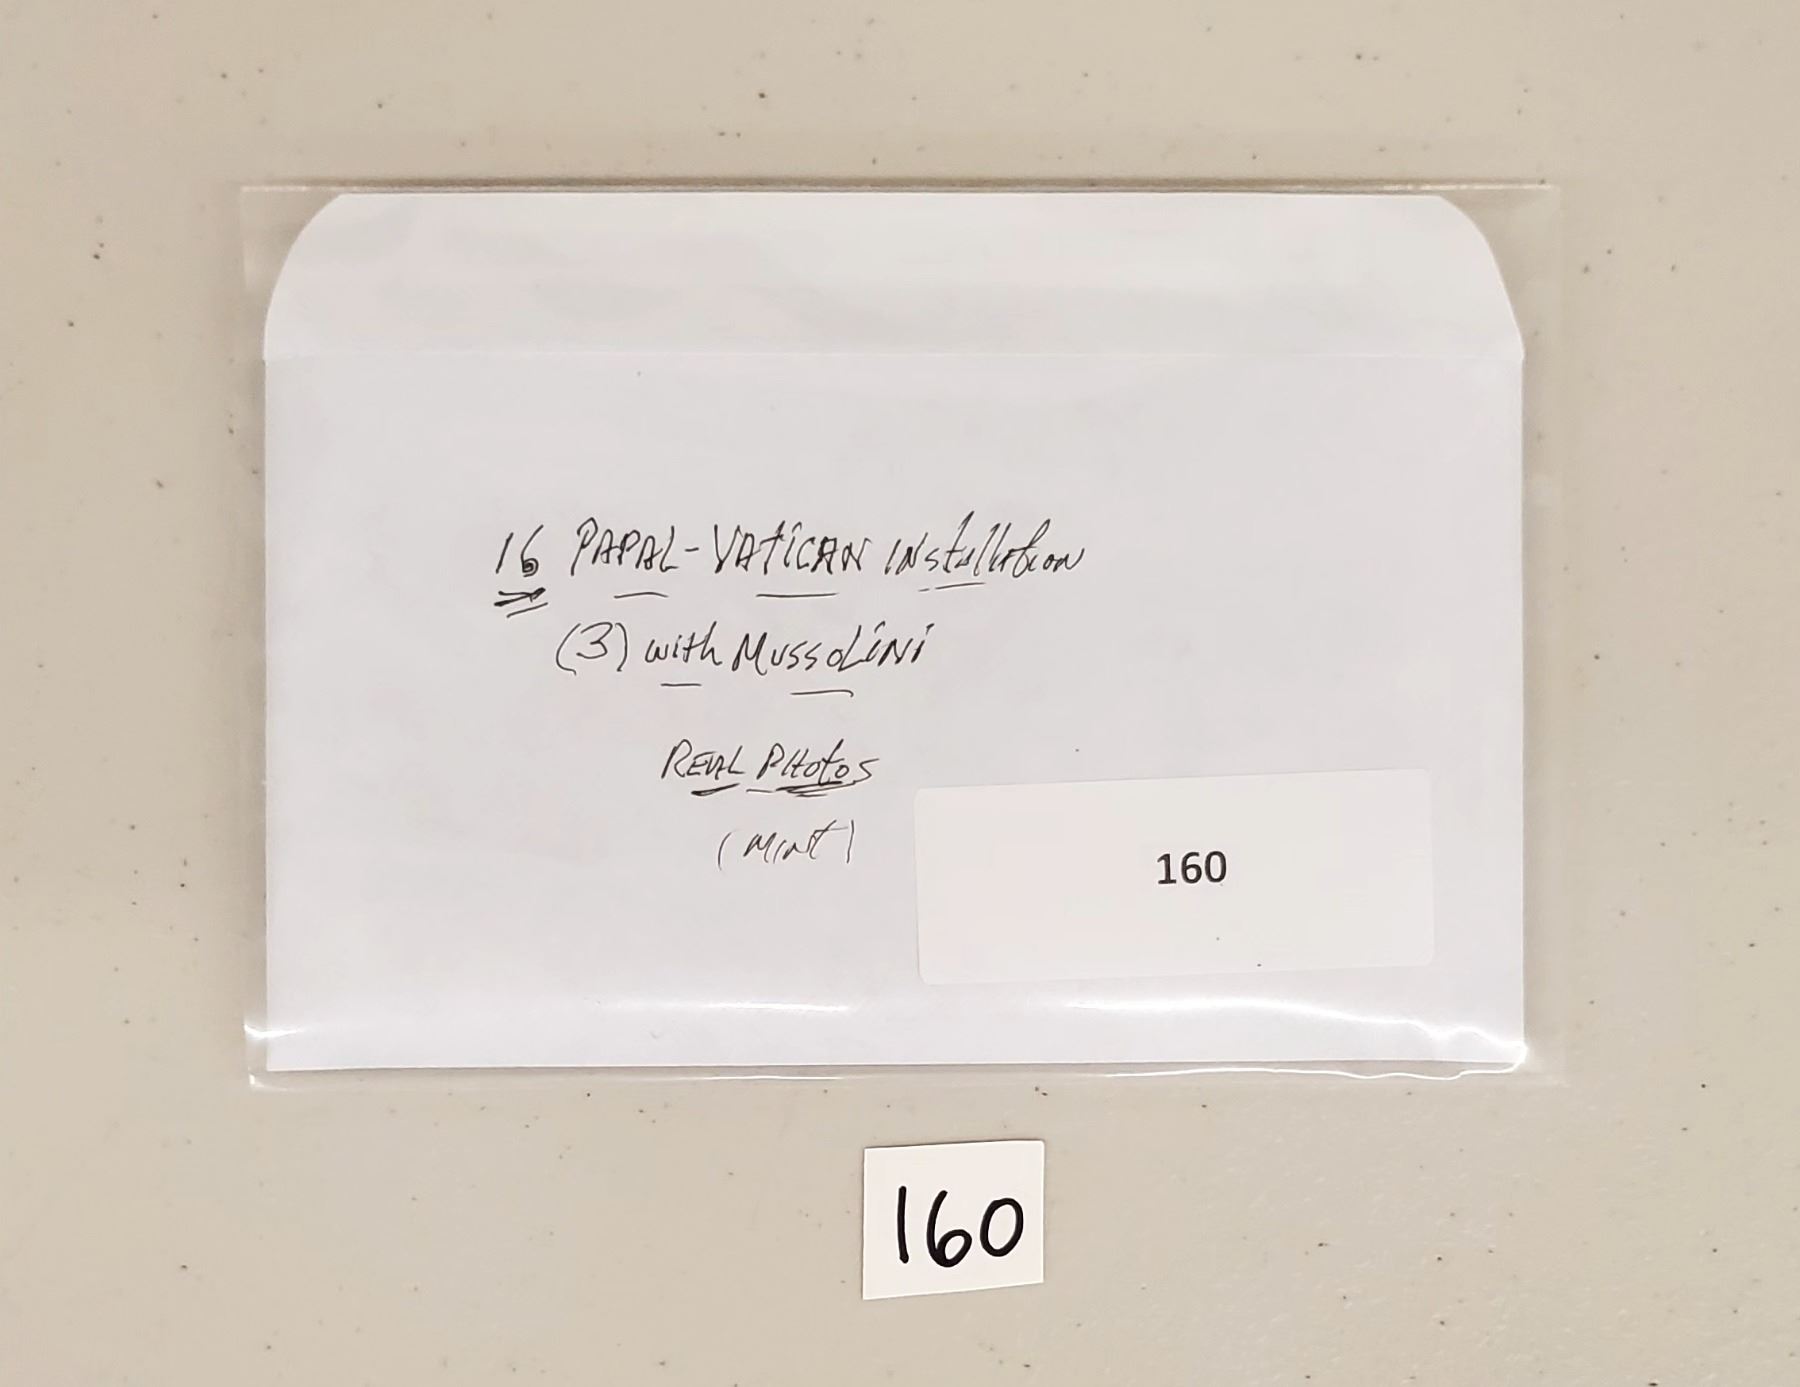 16 PAPAL-VATICAN INstallation
(3) with MussoLiNi
REAL PHotos
(Mint)
160
160